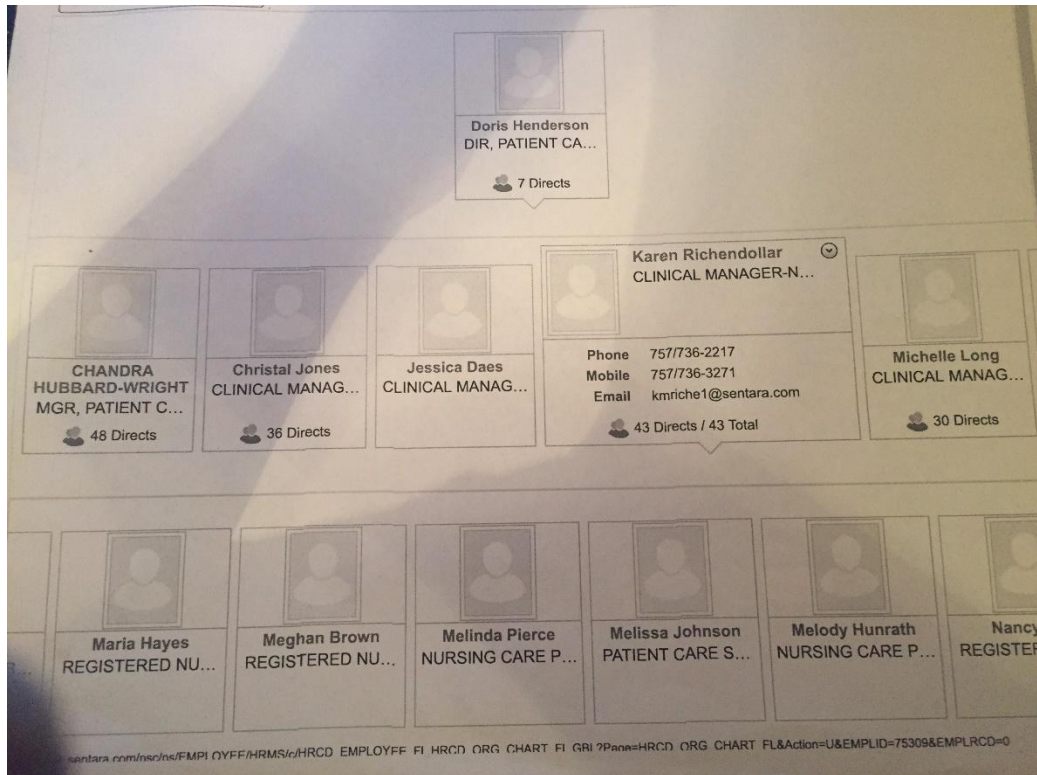 Doris Henderson
DIR, PATIENT CA...
7 Directs
CHANDRA
HUBBARD-WRIGHT
MGR, PATIENT C...
48 Directs
Christal Jones
CLINICAL MANAG...
36 Directs
Jessica Daes
CLINICAL MANAG...
Karen Richendollar
CLINICAL MANAGER-N...
Phone 757/736-2217
Mobile 757/736-3271
Email kmriche1@sentara.com
43 Directs / 43 Total
Michelle Long
CLINICAL MANAG...
30 Directs
Maria Hayes
REGISTERED NU...
Meghan Brown
REGISTERED NU...
Melinda Pierce
NURSING CARE P...
Melissa Johnson
PATIENT CARE S...
Melody Hunrath
NURSING CARE P...
Nancy
REGISTER
sentara.com/psc/ps/EMPLOYEE/HRMS/c/HRCD_EMPLOYEE_FL.HRCD_ORG_CHART_FL.GBL?Page=HRCD_ORG_CHART_FL&Action=U&EMPLID=75309&EMPLRCD=0